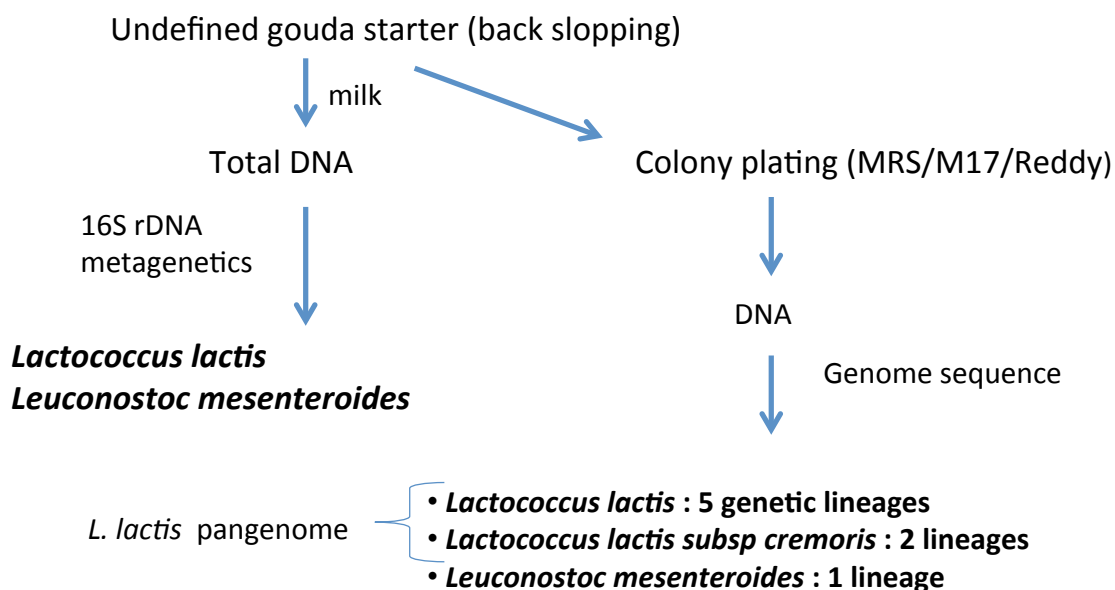 Undefined gouda starter (back slopping)
milk
Total DNA
Colony plating (MRS/M17/Reddy)
16S rDNA
metagenetics
DNA
Lactococcus lactis
Leuconostoc mesenteroides
Genome sequence
L. lactis pangenome
• Lactococcus lactis : 5 genetic lineages
• Lactococcus lactis subsp cremoris : 2 lineages
• Leuconostoc mesenteroides : 1 lineage